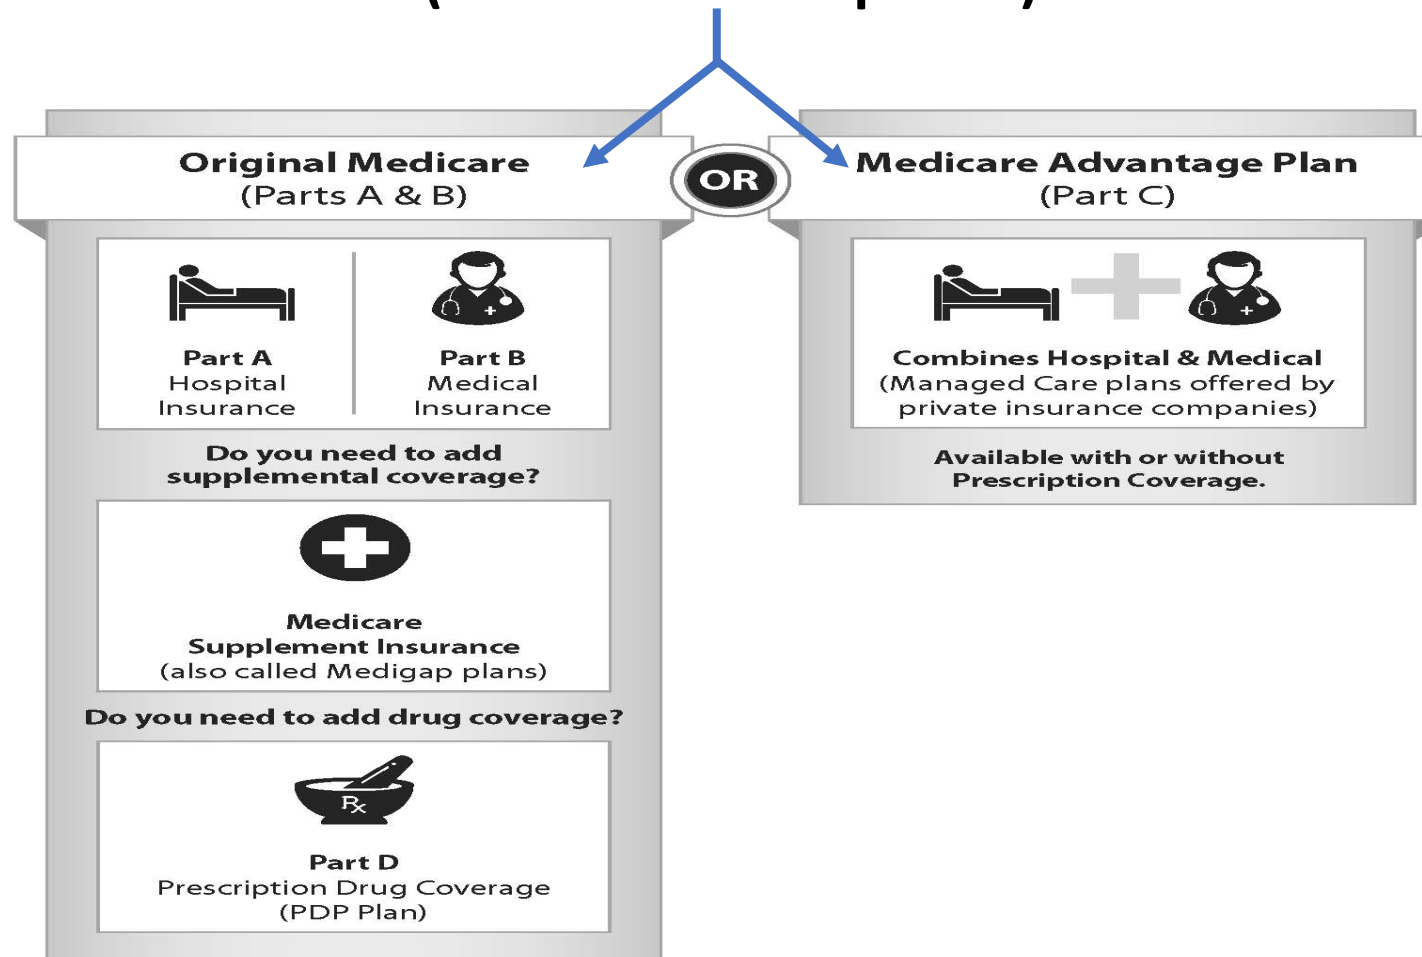 Original Medicare
(Parts A & B)
OR
Medicare Advantage Plan
(Part C)
Part A
Hospital
Insurance
Part B
Medical
Insurance
Do you need to add
supplemental coverage?
Medicare
Supplement Insurance
(also called Medigap plans)
Do you need to add drug coverage?
Rx
Part D
Prescription Drug Coverage
(PDP Plan)
Combines Hospital & Medical
(Managed Care plans offered by
private insurance companies)
Available with or without
Prescription Coverage.